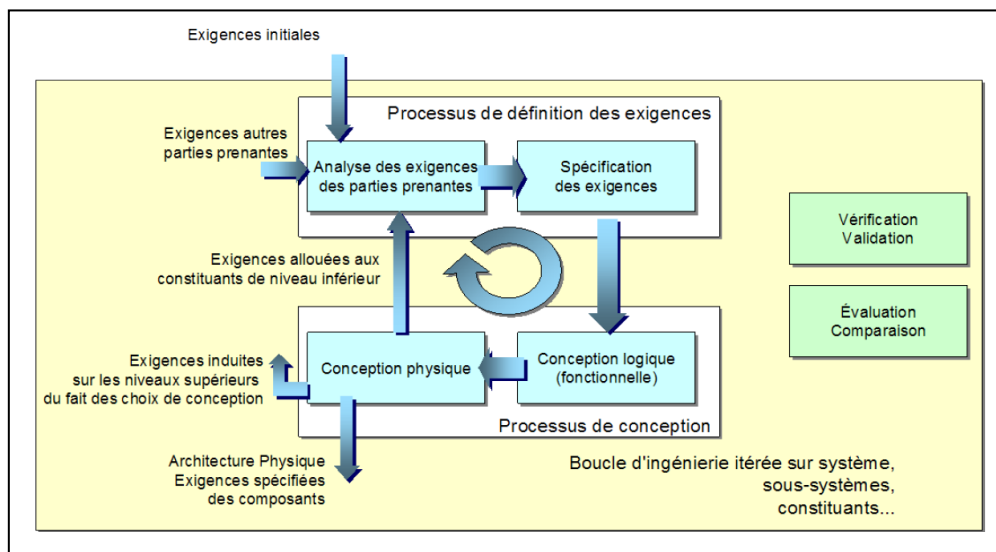 Exigences initiales
Processus de définition des exigences
Exigences autres
parties prenantes
Analyse des exigences
des parties prenantes
Spécification
des exigences
Vérification
Validation
Exigences allouées aux
constituants de niveau inférieur
Évaluation
Comparaison
Exigences induites
sur les niveaux supérieurs
du fait des choix de conception
Conception physique
Conception logique
(fonctionnelle)
Processus de conception
Architecture Physique
Exigences spécifiées
des composants
Boucle d'ingénierie itérée sur système,
sous-systèmes,
constituants...